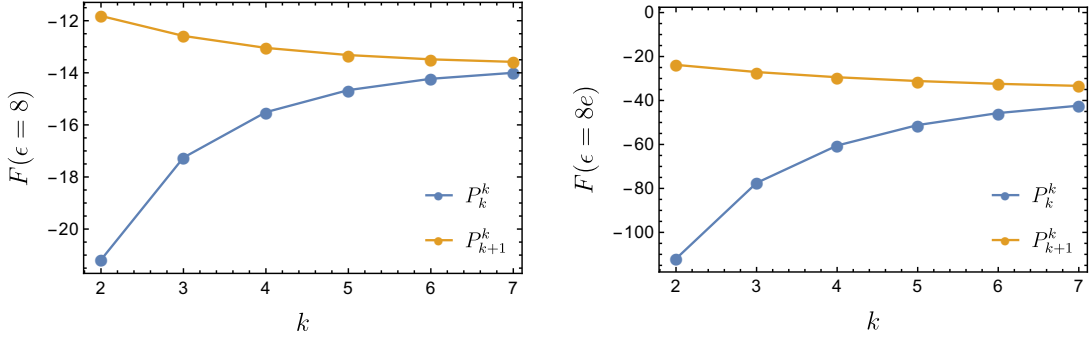 F(ϵ = 8)
−12
−14
−16
−18
−20
2 3 4 5 6 7
k
P_k^k
P_{k+1}^k
F(ϵ = 8e)
0
−20
−40
−60
−80
−100
2 3 4 5 6 7
k
P_k^k
P_{k+1}^k